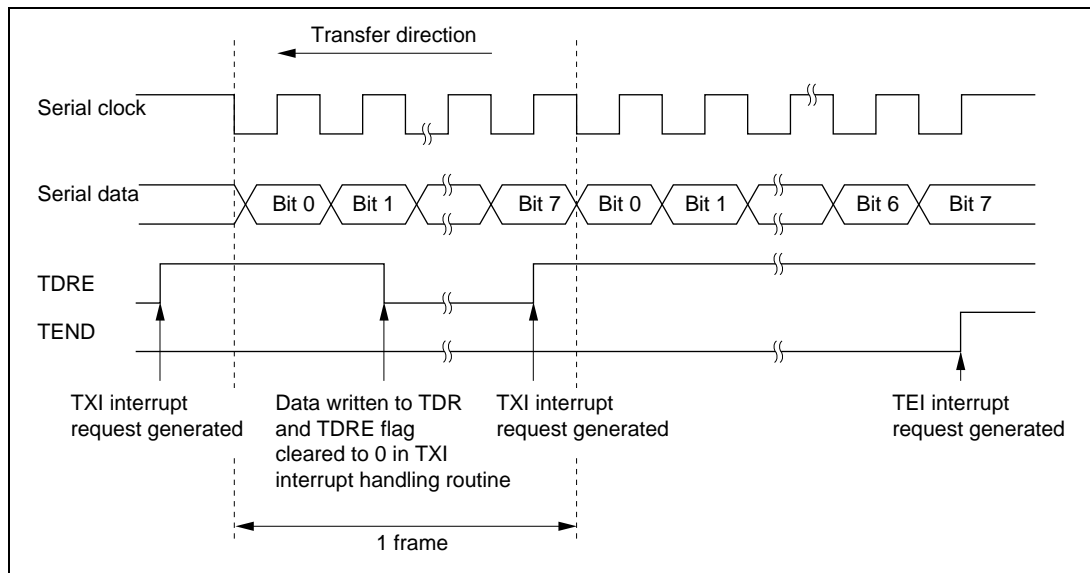 Transfer direction
Serial clock
Serial data
Bit 0
Bit 1
Bit 7
Bit 0
Bit 1
Bit 6
Bit 7
TDRE
TEND
TXI interrupt
request generated
Data written to TDR
and TDRE flag
cleared to 0 in TXI
interrupt handling routine
TXI interrupt
request generated
TEI interrupt
request generated
1 frame